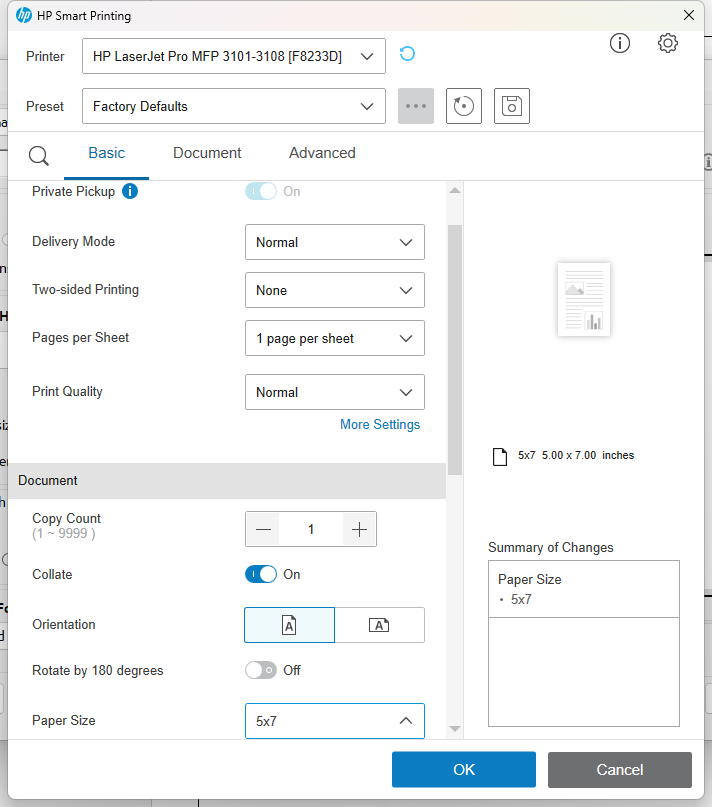 HP Smart Printing
Printer
HP LaserJet Pro MFP 3101-3108 [F8233D]
Preset
Factory Defaults
Basic
Document
Advanced
Private Pickup
On
Delivery Mode
Normal
Two-sided Printing
None
Pages per Sheet
1 page per sheet
Print Quality
Normal
More Settings
Document
Copy Count
1
(1 ~ 9999 )
Collate
On
Orientation
Rotate by 180 degrees
Off
Paper Size
5x7
5x7 5.00 x 7.00 inches
Summary of Changes
Paper Size
• 5x7
OK
Cancel